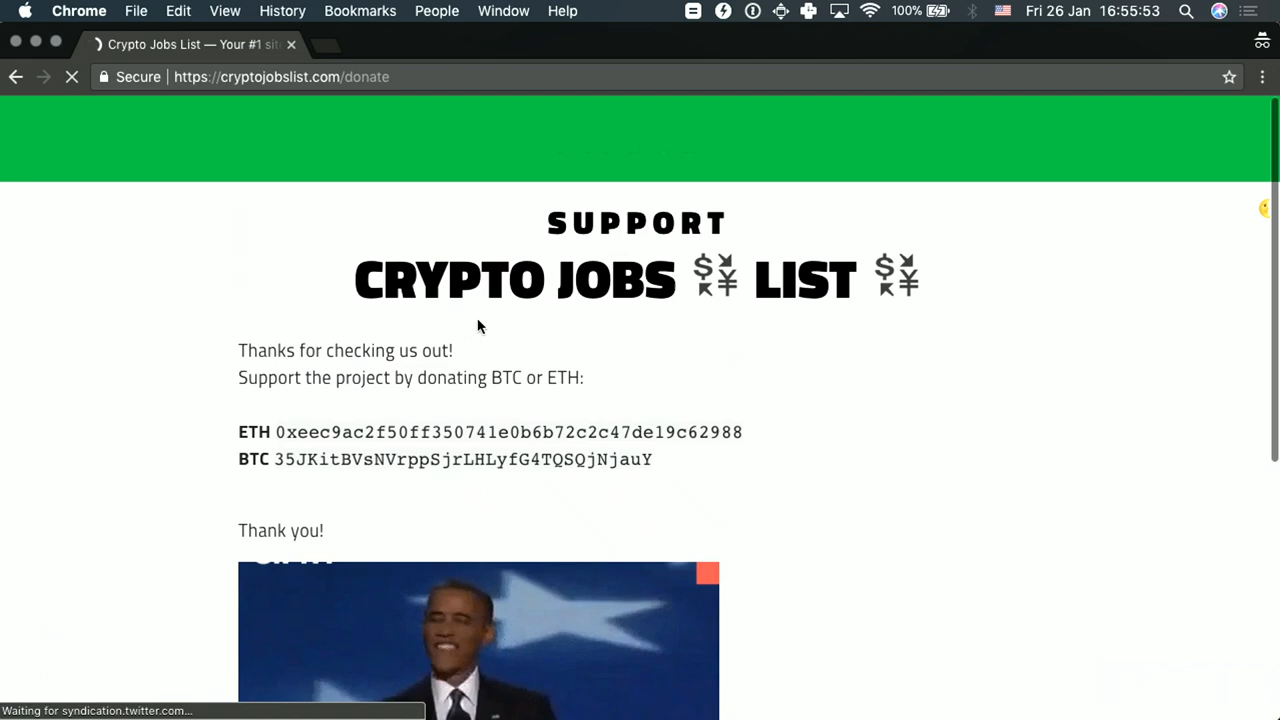 Chrome File Edit View History Bookmarks People Window Help 100% Fri 26 Jan 16:55:53
Crypto Jobs List — Your #1 sit
Secure | https://cryptojobslist.com/donate
SUPPORT
CRYPTO JOBS 💱 LIST 💱
Thanks for checking us out!
Support the project by donating BTC or ETH:
ETH 0xeec9ac2f50ff350741e0b6b72c2c47de19c62988
BTC 35JKitBVsNVrppSjrLHLyfG4TQSQjNjauY
Thank you!
Waiting for syndication.twitter.com...